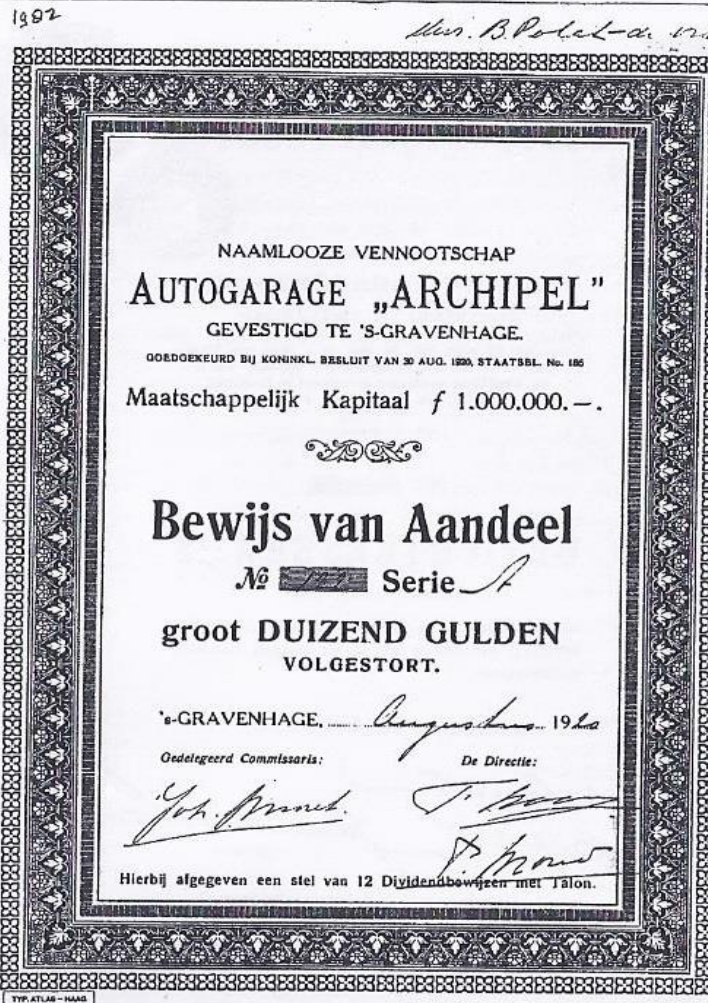 1982
B. Polak-de
NAAMLOOZE VENNOOTSCHAP
AUTOGARAGE „ARCHIPEL”
GEVESTIGD TE 'S-GRAVENHAGE.
GOEDGEKEURD BIJ KONINKL. BESLUIT VAN 30 AUG. 1920, STAATSBL. No. 186
Maatschappelijk Kapitaal ƒ 1.000.000.—.
Bewijs van Aandeel
№ Serie A
groot DUIZEND GULDEN
VOLGESTORT.
's-GRAVENHAGE, Augustus 1920
Gedelegeerd Commissaris: De Directie:
Joh.
Hierbij afgegeven een stel van 12 Dividendbewijzen met Talon.
TYP. ATLAS – HAAG